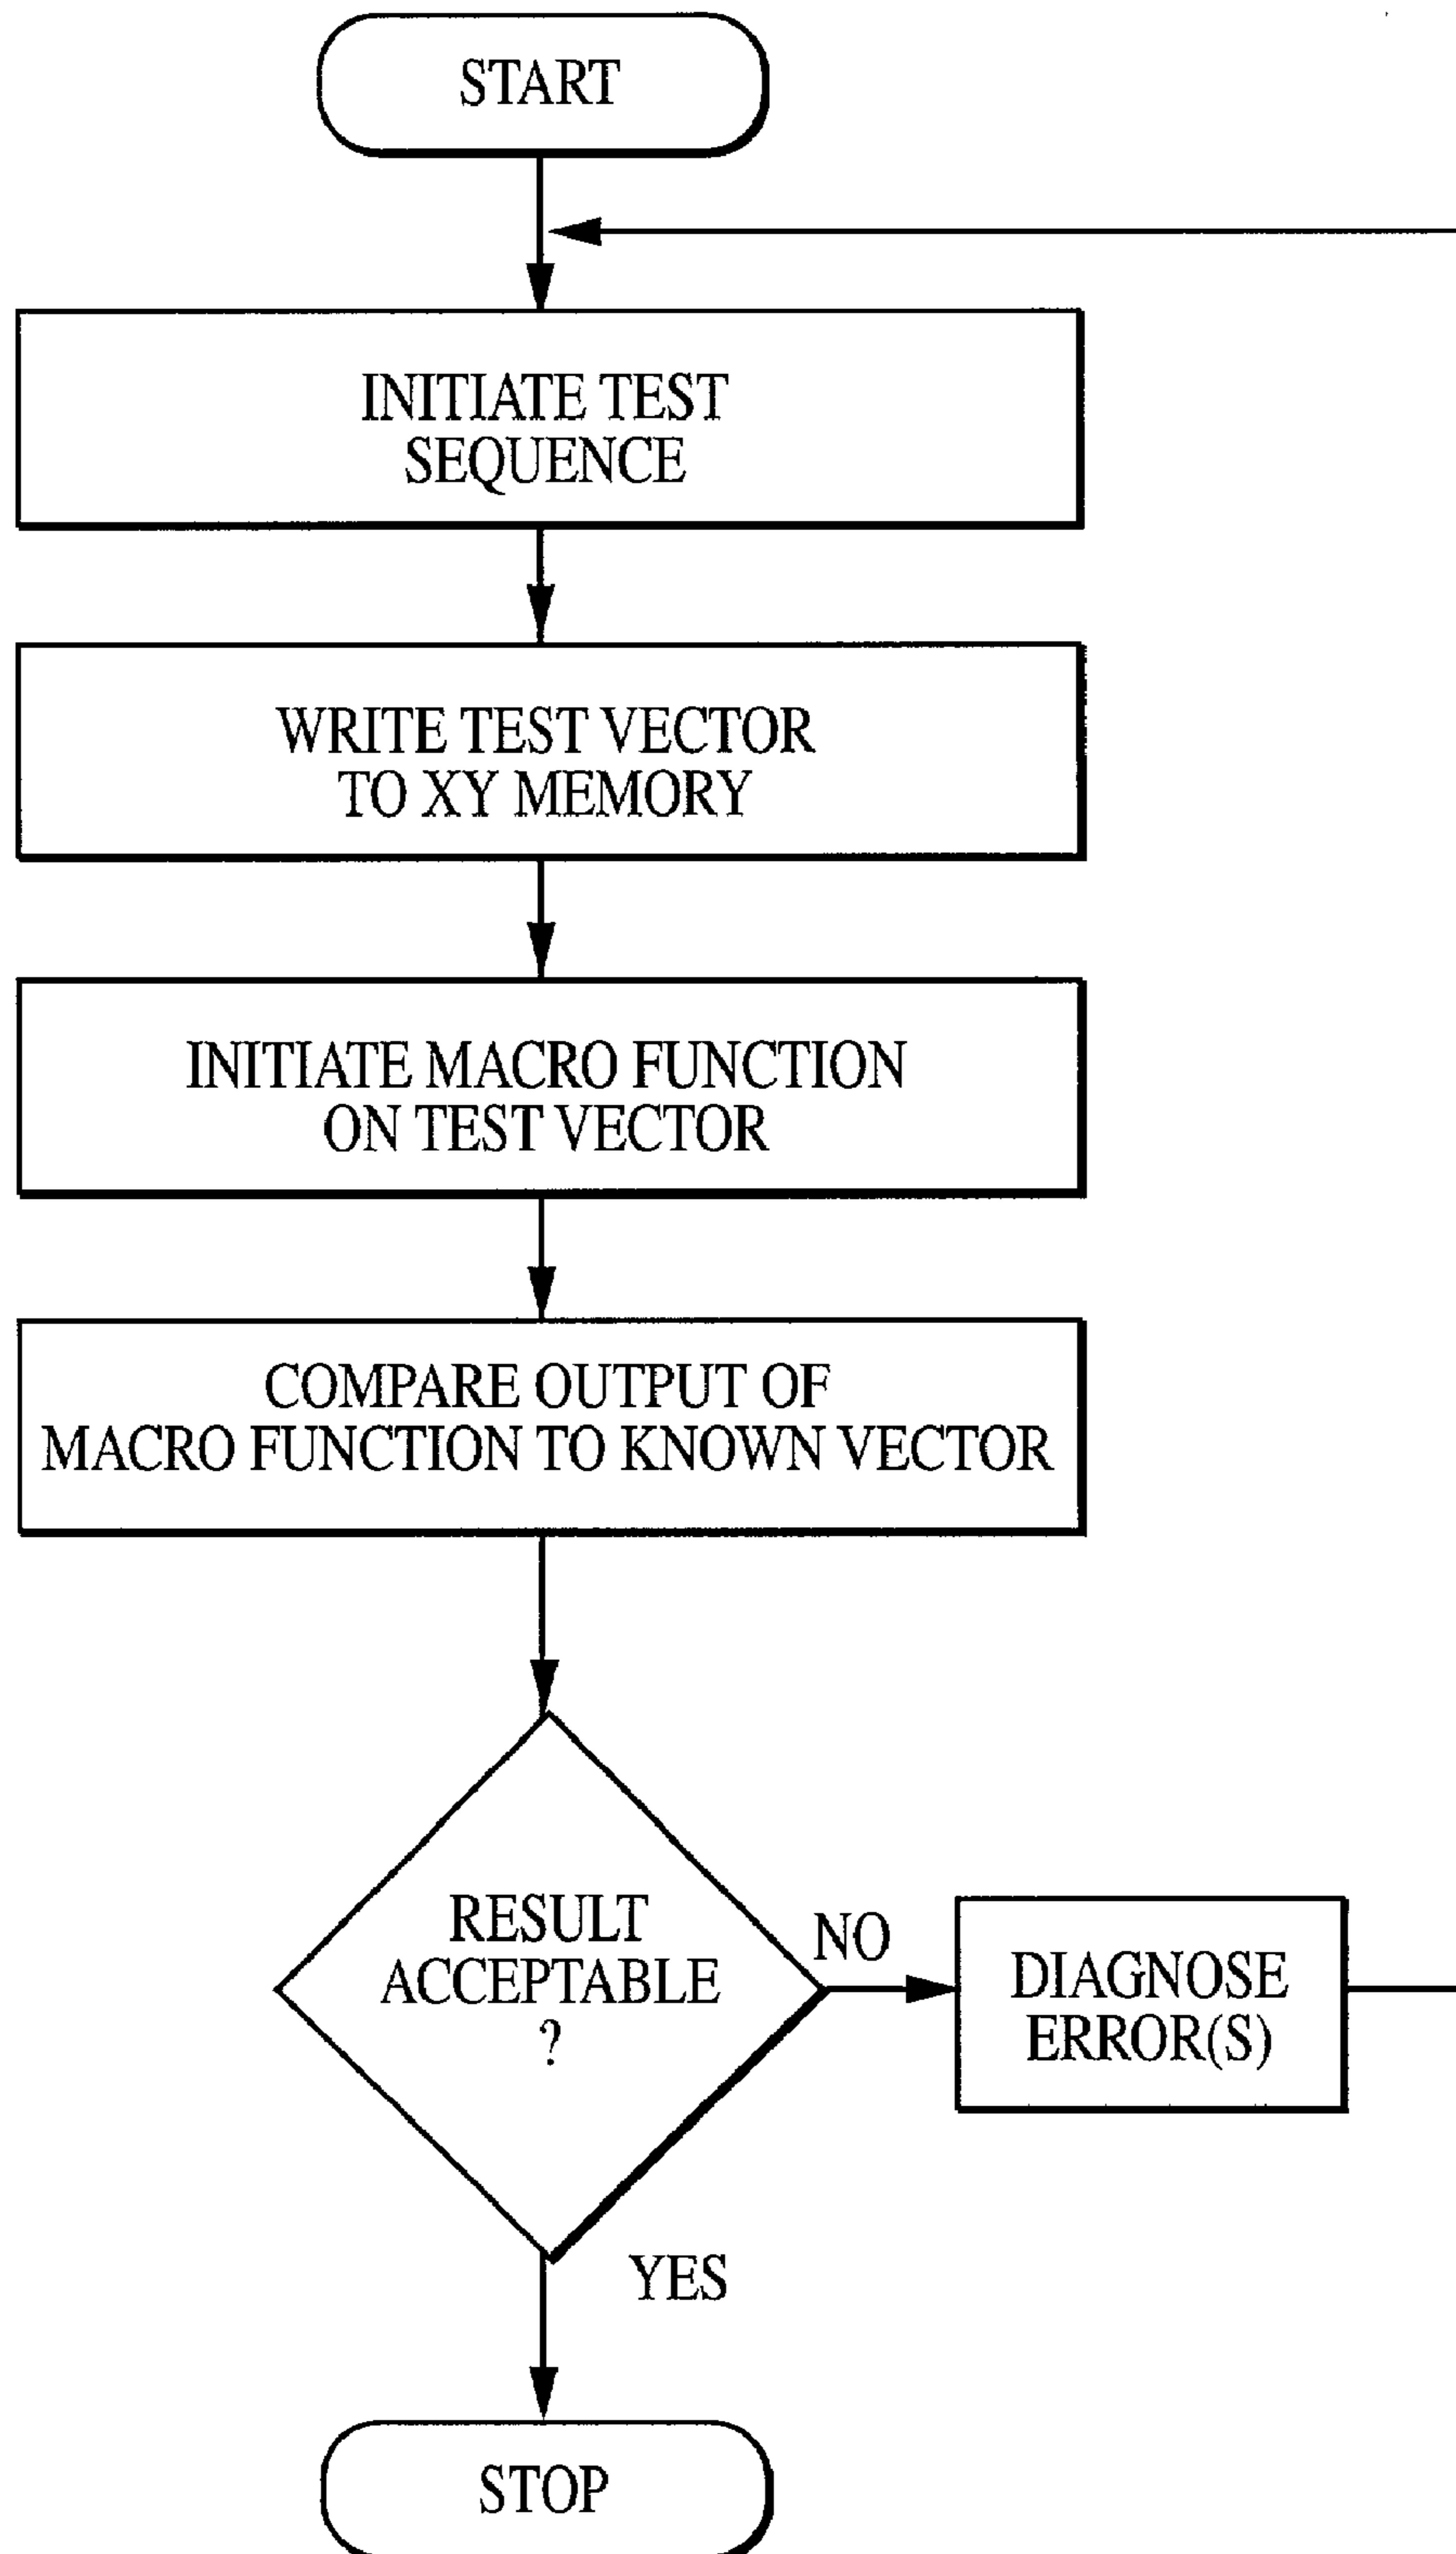 START
INITIATE TEST
SEQUENCE
WRITE TEST VECTOR
TO XY MEMORY
INITIATE MACRO FUNCTION
ON TEST VECTOR
COMPARE OUTPUT OF
MACRO FUNCTION TO KNOWN VECTOR
RESULT
ACCEPTABLE
?
NO
DIAGNOSE
ERROR(S)
YES
STOP